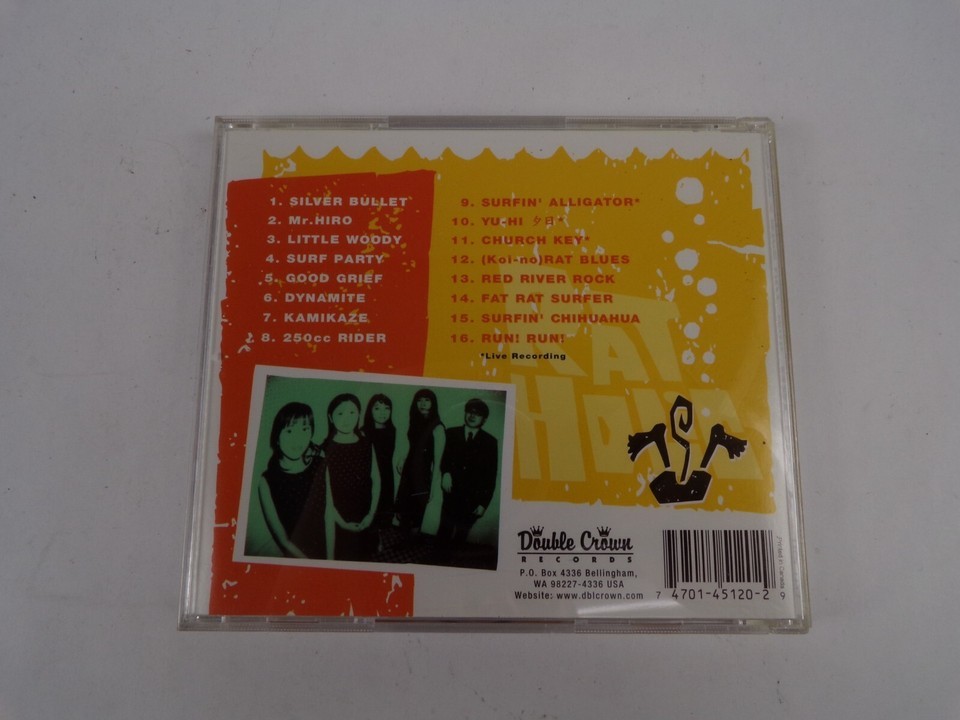 1. SILVER BULLET
2. Mr.HIRO
3. LITTLE WOODY
4. SURF PARTY
5. GOOD GRIEF
6. DYNAMITE
7. KAMIKAZE
8. 250cc RIDER
9. SURFIN' ALLIGATOR*
10. YU-HI 夕日*
11. CHURCH KEY*
12. (Koi-no)RAT BLUES
13. RED RIVER ROCK
14. FAT RAT SURFER
15. SURFIN' CHIHUAHUA
16. RUN! RUN!
*Live Recording
RAT
Double Crown
RECORDS
P.O. Box 4336 Bellingham,
WA 98227-4336 USA
Website: www.dblcrown.com
7 4701-45120-2 9